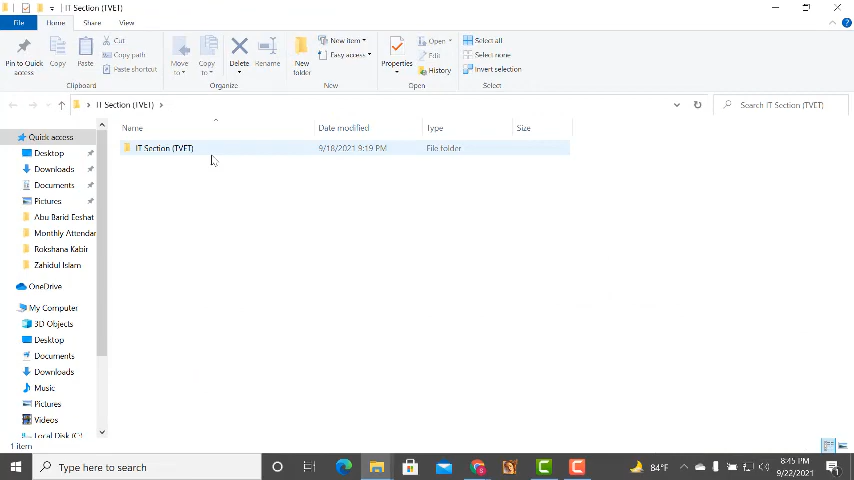 IT Section (TVET)
File
Home
Share
View
Pin to Quick access
Copy
Paste
Cut
Copy path
Paste shortcut
Clipboard
Move to
Copy to
Delete
Rename
Organize
New folder
New item
Easy access
New
Properties
Open
Edit
History
Open
Select all
Select none
Invert selection
Select
IT Section (TVET)
Search IT Section (TVET)
Name
Date modified
Type
Size
IT Section (TVET)
9/18/2021 9:19 PM
File folder
Quick access
Desktop
Downloads
Documents
Pictures
Abu Barid Eeshat
Monthly Attendar
Rokshana Kabir
Zahidul Islam
OneDrive
My Computer
3D Objects
Desktop
Documents
Downloads
Music
Pictures
Videos
Local Disk (C:)
1 item
Type here to search
84°F
8:45 PM
9/22/2021
1